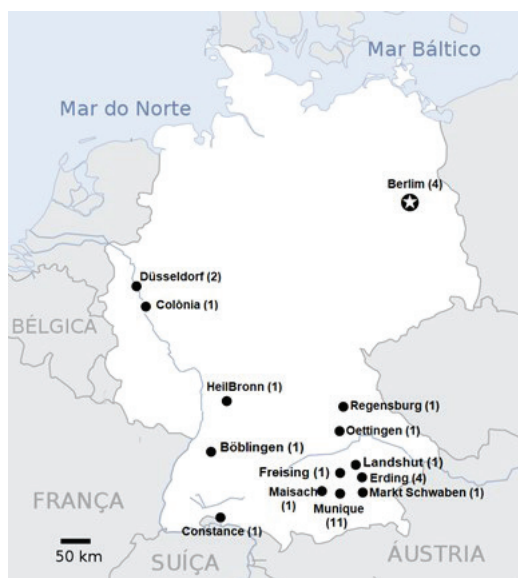 Mar Báltico
Mar do Norte
Berlim (4)
Düsseldorf (2)
Colònia (1)
BÉLGICA
HeilBronn (1)
Regensburg (1)
Oettingen (1)
Böblingen (1)
Landshut (1)
Freising (1)
Erding (4)
Maisach
(1)
Markt Schwaben (1)
Munique
(11)
FRANÇA
Constance (1)
50 km
SUÍÇA
ÁUSTRIA